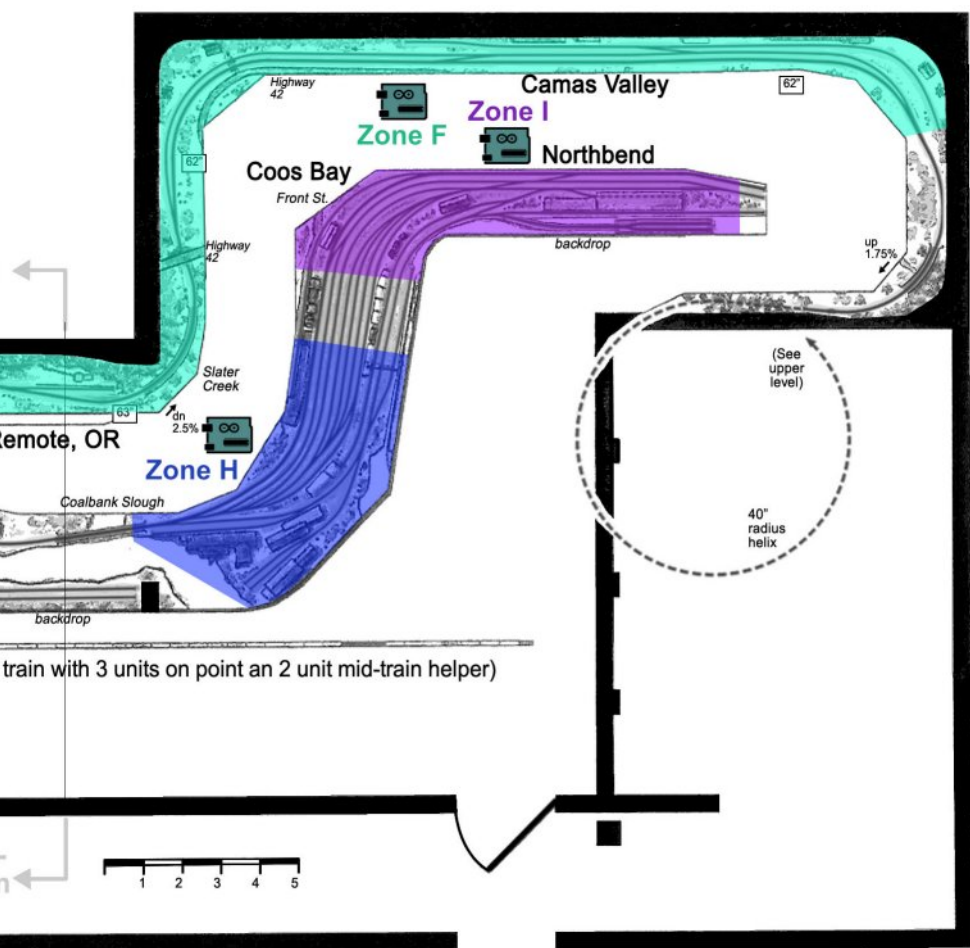 Highway
42
Camas Valley
62"
Zone I
Zone F
Northbend
62"
Coos Bay
Front St.
backdrop
Highway
42
up
1.75%
(See
upper
level)
Slater
Creek
63"
dn
2.5%
Remote, OR
Zone H
Coalbank Slough
40"
radius
helix
backdrop
train with 3 units on point an 2 unit mid-train helper)
1 2 3 4 5
n